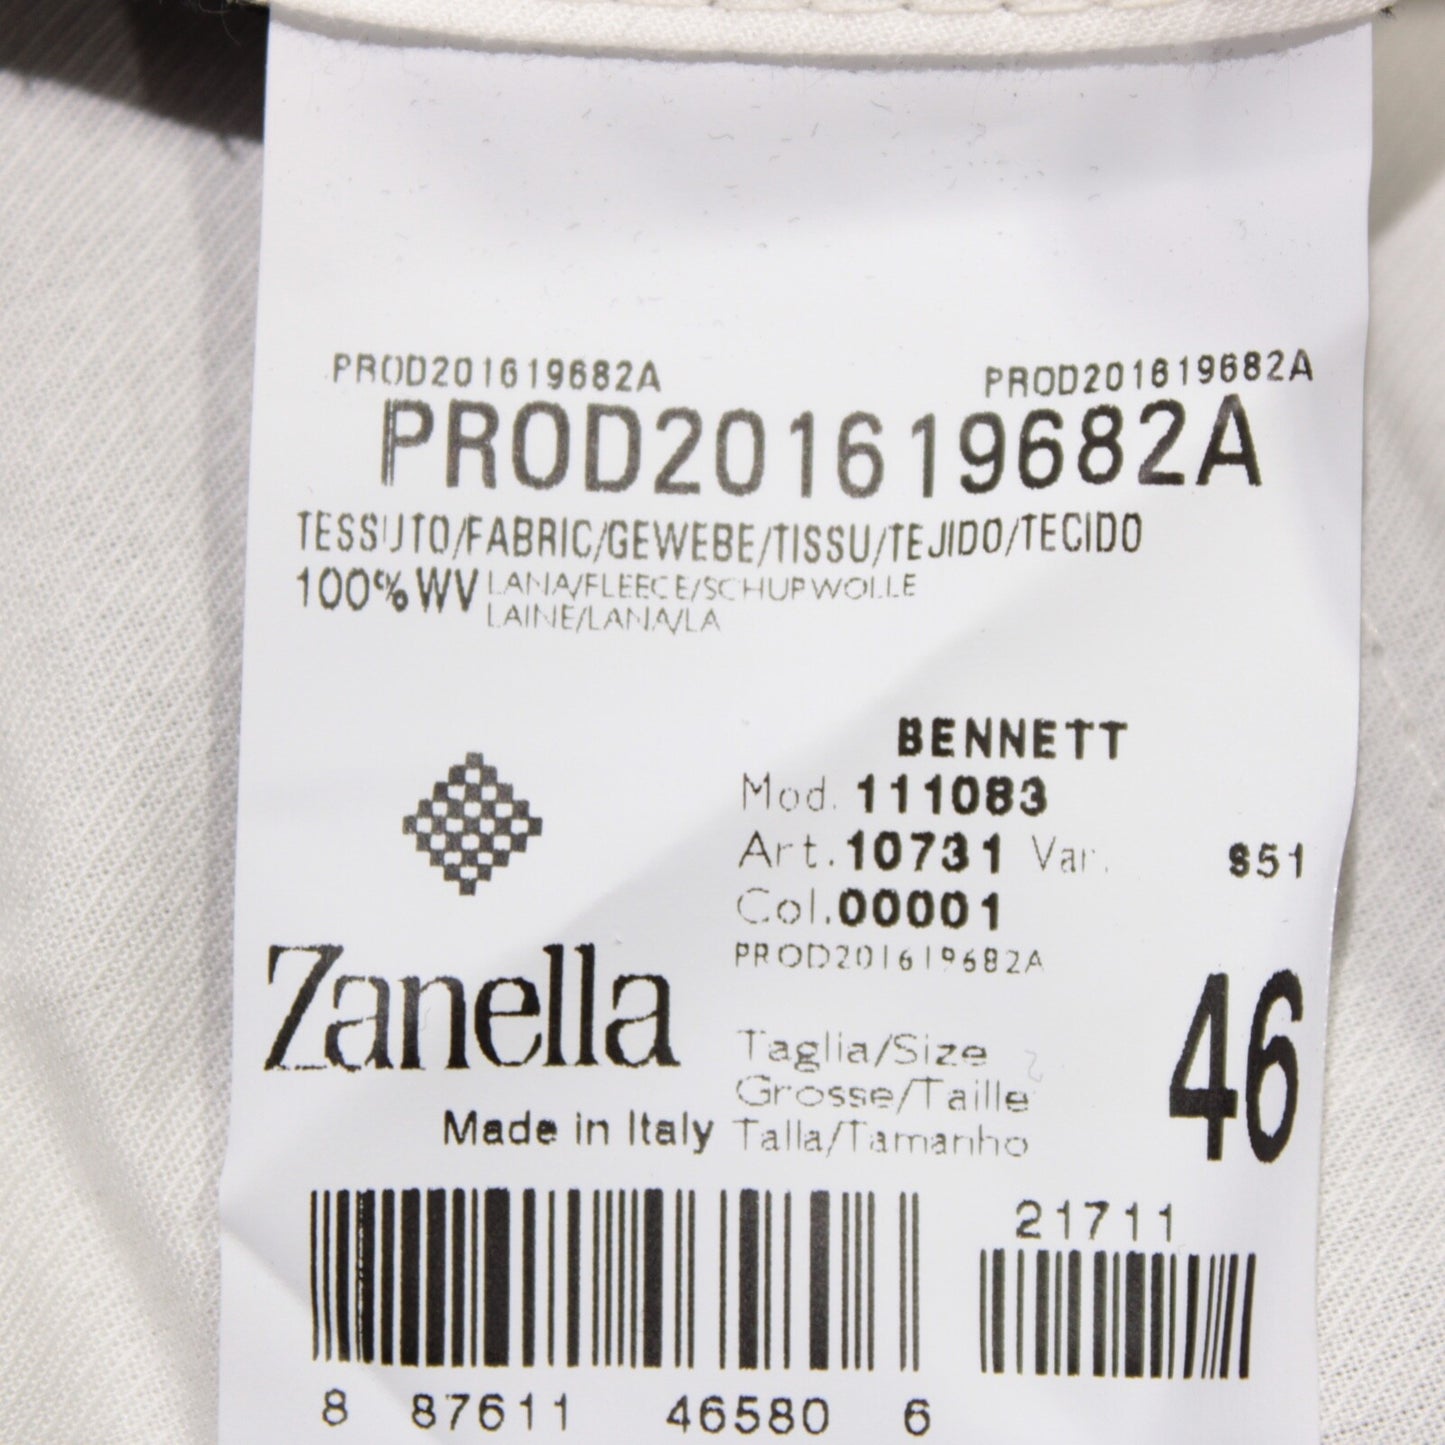 PROD201619682A PROD201619682A
PROD201619682A
TESSUTO/FABRIC/GEWEBE/TISSU/TEJIDO/TECIDO
100% WV LANA/FLEECE/SCHURWOLLE
LAINE/LANA/LA
BENNETT
Mod. 111083
Art. 10731 Var. S51
Col. 00001
PROD201619682A
Zanella
Made in Italy
Taglia/Size
Grosse/Taille
Talla/Tamanho
46
21711
8 87611 46580 6